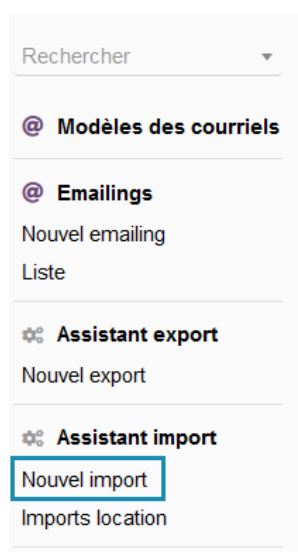 Rechercher
@ Modèles des courriels
@ Emailings
Nouvel emailing
Liste
Assistant export
Nouvel export
Assistant import
Nouvel import
Imports location